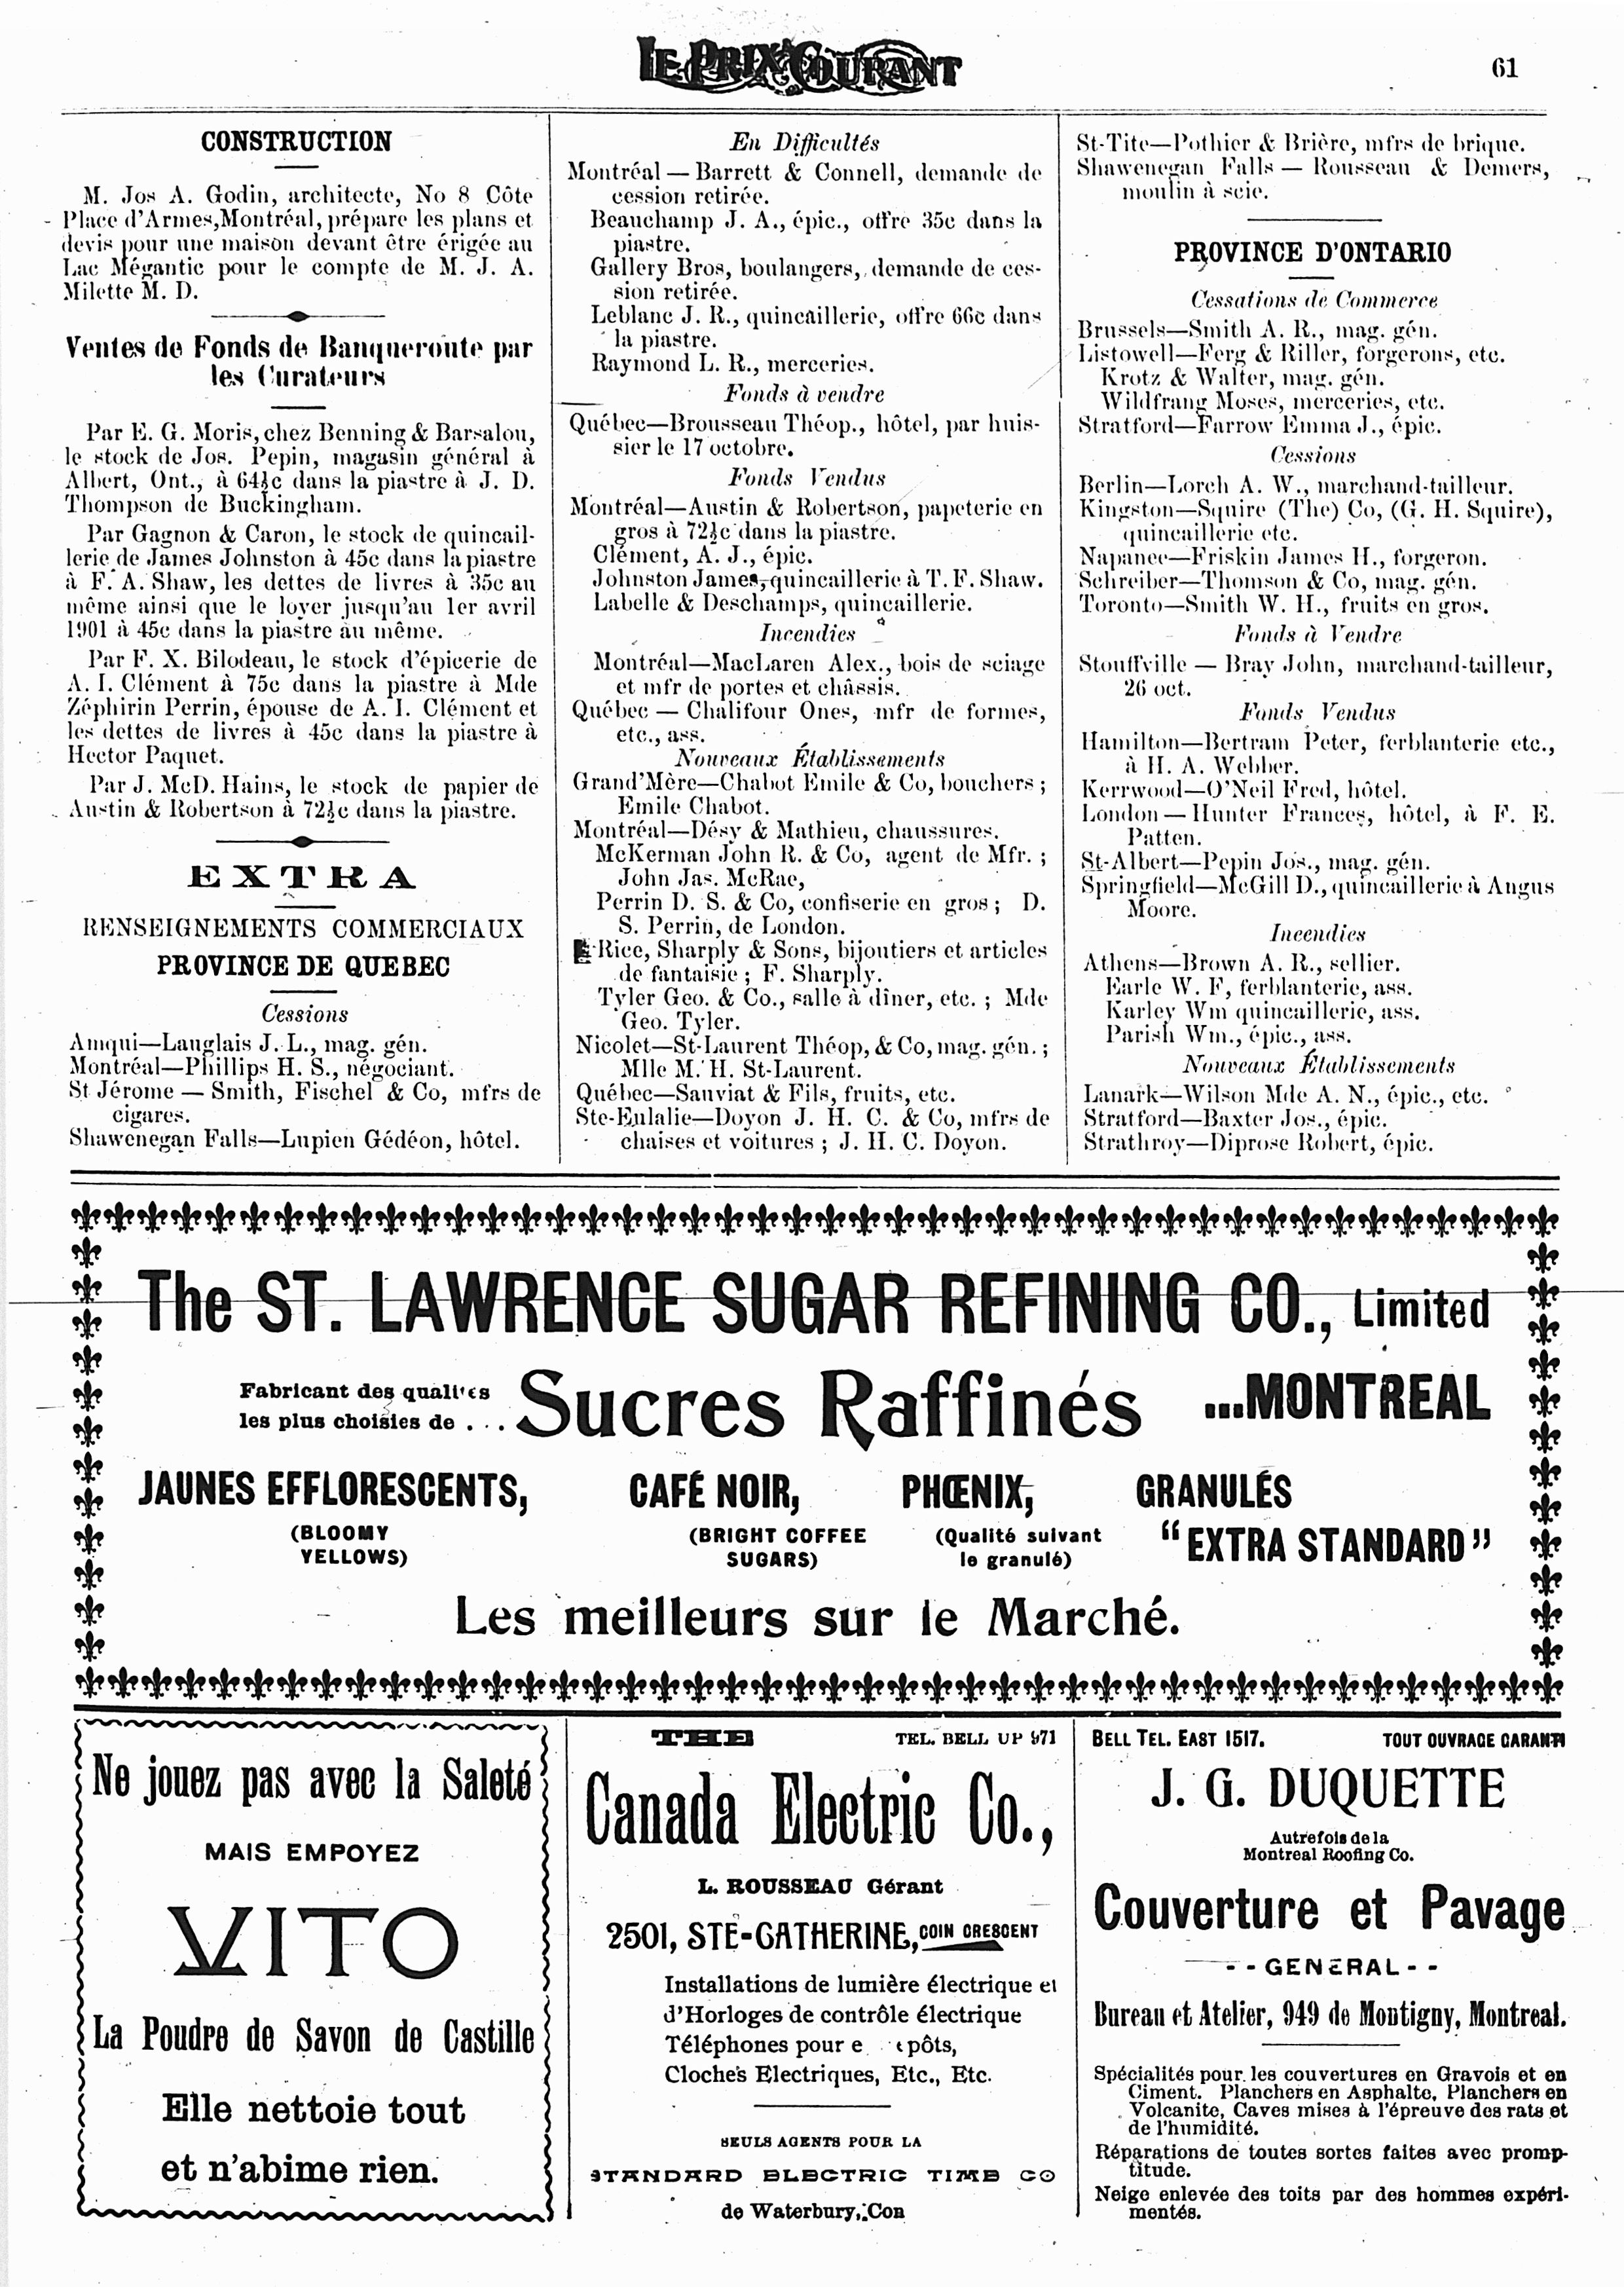 LE PRIX COURANT
61
CONSTRUCTION
M. Jos A. Godin, architecte, No 8 Côte
Place d'Armes, Montréal, prépare les plans et
devis pour une maison devant être érigée au
Lac Mégantic pour le compte de M. J. A.
Milette M. D.
Ventes de Fonds de Banqueroute par
les Curateurs
Par E. G. Moris, chez Benning & Barsalou,
le stock de Jos. Pepin, magasin général à
Albert, Ont., à 64½c dans la piastre à J. D.
Thompson de Buckingham.
Par Gagnon & Caron, le stock de quincail-
lerie de James Johnston à 45c dans la piastre
à F. A. Shaw, les dettes de livres à 35c au
même ainsi que le loyer jusqu'au 1er avril
1901 à 45c dans la piastre au même.
Par F. X. Bilodeau, le stock d'épicerie de
A. I. Clément à 75c dans la piastre à Mde
Zéphirin Perrin, épouse de A. I. Clément et
les dettes de livres à 45c dans la piastre à
Hector Paquet.
Par J. McD. Hains, le stock de papier de
Austin & Robertson à 72½c dans la piastre.
EXTRA
RENSEIGNEMENTS COMMERCIAUX
PROVINCE DE QUEBEC
Cessions
Amqui—Langlais J. L., mag. gén.
Montréal—Phillips H. S., négociant.
St Jérome — Smith, Fischel & Co, mfrs de
cigares.
Shawenegan Falls—Lupien Gédéon, hôtel.
En Difficultés
Montréal — Barrett & Connell, demande de
cession retirée.
Beauchamp J. A., épic., offre 35c dans la
piastre.
Gallery Bros, boulangers, demande de ces-
sion retirée.
Leblanc J. R., quincaillerie, offre 66c dans
la piastre.
Raymond L. R., merceries.
Fonds à vendre
Québec—Brousseau Théop., hôtel, par huis-
sier le 17 octobre.
Fonds Vendus
Montréal—Austin & Robertson, papeterie en
gros à 72½c dans la piastre.
Clément, A. J., épic.
Johnston James, quincaillerie à T. F. Shaw.
Labelle & Deschamps, quincaillerie.
Incendies
Montréal—MacLaren Alex., bois de sciage
et mfr de portes et châssis.
Québec — Chalifour Ones, mfr de formes,
etc., ass.
Nouveaux Établissements
Grand'Mère—Chabot Emile & Co, bouchers ;
Emile Chabot.
Montréal—Désy & Mathieu, chaussures.
McKerman John R. & Co, agent de Mfr. ;
John Jas. McRae,
Perrin D. S. & Co, confiserie en gros ; D.
S. Perrin, de London.
Rice, Sharply & Sons, bijoutiers et articles
de fantaisie ; F. Sharply.
Tyler Geo. & Co., salle à dîner, etc. ; Mde
Geo. Tyler.
Nicolet—St-Laurent Théop, & Co, mag. gén. ;
Mlle M. H. St-Laurent.
Québec—Sauviat & Fils, fruits, etc.
Ste-Eulalie—Doyon J. H. C. & Co, mfrs de
chaises et voitures ; J. H. C. Doyon.
St-Tite—Pothier & Brière, mfrs de brique.
Shawenegan Falls — Rousseau & Demers,
moulin à scie.
PROVINCE D'ONTARIO
Cessations de Commerce
Brussels—Smith A. R., mag. gén.
Listowell—Ferg & Riller, forgerons, etc.
Krotz & Walter, mag. gén.
Wildfrang Moses, merceries, etc.
Stratford—Farrow Emma J., épic.
Cessions
Berlin—Lorch A. W., marchand-tailleur.
Kingston—Squire (The) Co, (G. H. Squire),
quincaillerie etc.
Napanee—Friskin James H., forgeron.
Schreiber—Thomson & Co, mag. gén.
Toronto—Smith W. H., fruits en gros.
Fonds à Vendre
Stouffville — Bray John, marchand-tailleur,
26 oct.
Fonds Vendus
Hamilton—Bertram Peter, ferblanterie etc.,
à H. A. Webber.
Kerrwood—O'Neil Fred, hôtel.
London — Hunter Frances, hôtel, à F. E.
Patten.
St-Albert—Pepin Jos., mag. gén.
Springfield—McGill D., quincaillerie à Angus
Moore.
Incendies
Athens—Brown A. R., sellier.
Earle W. F, ferblanterie, ass.
Karley Wm quincaillerie, ass.
Parish Wm., épic., ass.
Nouveaux Établissements
Lanark—Wilson Mde A. N., épic., etc.
Stratford—Baxter Jos., épic.
Strathroy—Diprose Robert, épic.
The ST. LAWRENCE SUGAR REFINING CO., Limited
Fabricant des qualités
les plus choisies de . . . Sucres Raffinés ...MONTREAL
JAUNES EFFLORESCENTS, CAFÉ NOIR, PHŒNIX, GRANULÉS
(BLOOMY YELLOWS) (BRIGHT COFFEE SUGARS) (Qualité suivant le granulé) "EXTRA STANDARD"
Les meilleurs sur le Marché.
Ne jouez pas avec la Saleté
MAIS EMPOYEZ
VITO
La Poudre de Savon de Castille
Elle nettoie tout
et n'abime rien.
THE TEL. BELL UP 971
Canada Electric Co.,
L. ROUSSEAU Gérant
2501, STE-CATHERINE, COIN CRESCENT
Installations de lumière électrique et
d'Horloges de contrôle électrique
Téléphones pour e pôts,
Cloches Electriques, Etc., Etc.
SEULS AGENTS POUR LA
STANDARD ELECTRIC TIME CO
de Waterbury, Con
BELL TEL. EAST 1517. TOUT OUVRAGE GARANTI
J. G. DUQUETTE
Autrefois de la
Montreal Roofing Co.
Couverture et Pavage
- - GENERAL - -
Bureau et Atelier, 949 de Montigny, Montreal.
Spécialités pour les couvertures en Gravois et en
Ciment. Planchers en Asphalte, Planchers en
Volcanite, Caves mises à l'épreuve des rats et
de l'humidité.
Réparations de toutes sortes faites avec promp-
titude.
Neige enlevée des toits par des hommes expéri-
mentés.